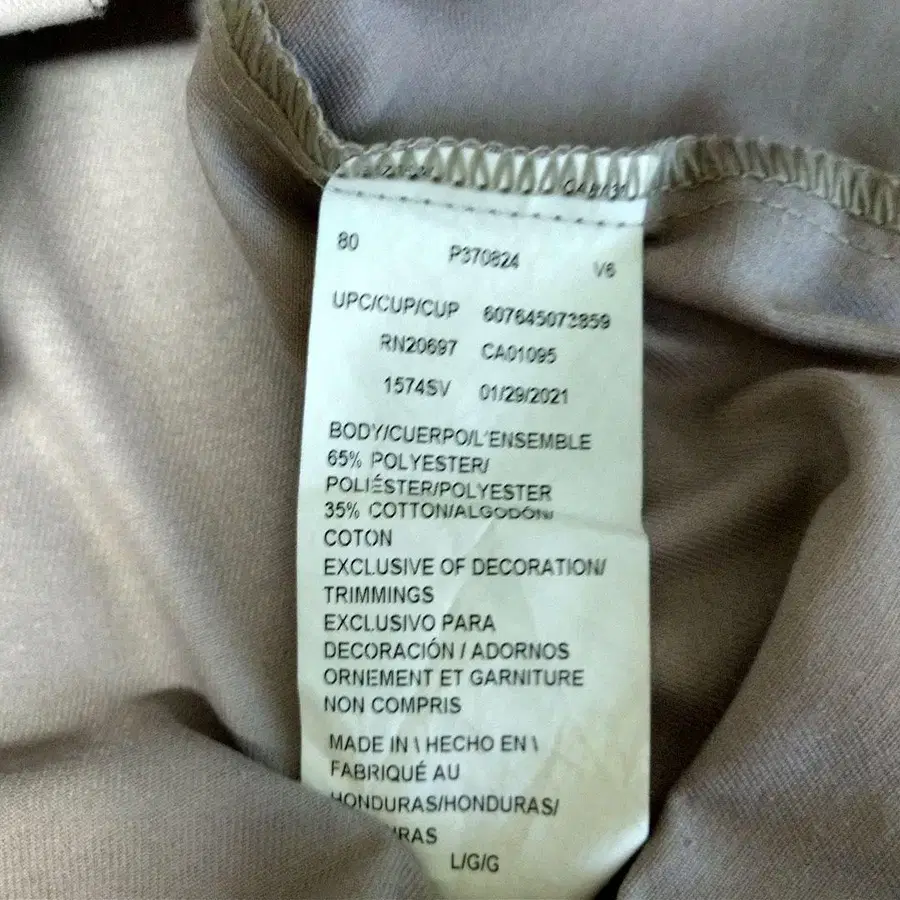 80 P370824 V6
UPC/CUP/CUP 607645073859
RN20697 CA01095
1574SV 01/29/2021
BODY/CUERPO/L'ENSEMBLE
65% POLYESTER/
POLIÉSTER/POLYESTER
35% COTTON/ALGODÓN/
COTON
EXCLUSIVE OF DECORATION/
TRIMMINGS
EXCLUSIVO PARA
DECORACIÓN / ADORNOS
ORNEMENT ET GARNITURE
NON COMPRIS
MADE IN \ HECHO EN \
FABRIQUÉ AU
HONDURAS/HONDURAS/
L/G/G